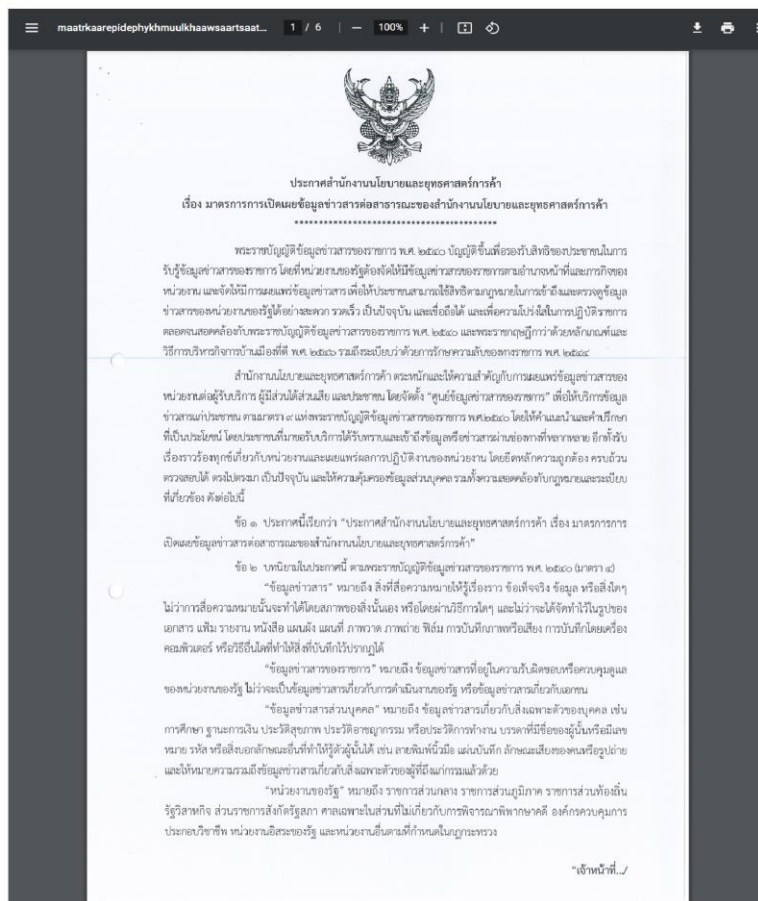 maatrkaarepidephykhmuulkhaawsaartsaat... 1 / 6 | — 100% + |
ประกาศสำนักงานนโยบายและยุทธศาสตร์การค้า
เรื่อง มาตรการการเปิดเผยข้อมูลข่าวสารต่อสาธารณะของสำนักงานนโยบายและยุทธศาสตร์การค้า
พระราชบัญญัติข้อมูลข่าวสารของราชการ พ.ศ. ๒๕๔๐ บัญญัติขึ้นเพื่อรองรับสิทธิของประชาชนในการ
รับรู้ข้อมูลข่าวสารของราชการ โดยที่หน่วยงานของรัฐต้องจัดให้มีข้อมูลข่าวสารของราชการตามอำนาจหน้าที่และภารกิจของ
หน่วยงาน และจัดให้มีการเผยแพร่ข้อมูลข่าวสาร เพื่อให้ประชาชนสามารถใช้สิทธิตามกฎหมายในการเข้าถึงและตรวจดูข้อมูล
ข่าวสารของหน่วยงานของรัฐได้อย่างสะดวก รวดเร็ว เป็นปัจจุบัน และเชื่อถือได้ และเพื่อความโปร่งใสในการปฏิบัติราชการ
ตลอดจนสอดคล้องกับพระราชบัญญัติข้อมูลข่าวสารของราชการ พ.ศ. ๒๕๔๐ และพระราชกฤษฎีกาว่าด้วยหลักเกณฑ์และ
วิธีการบริหารกิจการบ้านเมืองที่ดี พ.ศ. ๒๕๔๖ รวมถึงระเบียบว่าด้วยการรักษาความลับของทางราชการ พ.ศ. ๒๕๔๔
สำนักงานนโยบายและยุทธศาสตร์การค้า ตระหนักและให้ความสำคัญกับการเผยแพร่ข้อมูลข่าวสารของ
หน่วยงานต่อผู้รับบริการ ผู้มีส่วนได้ส่วนเสีย และประชาชน โดยจัดตั้ง "ศูนย์ข้อมูลข่าวสารของราชการ" เพื่อให้บริการข้อมูล
ข่าวสารแก่ประชาชน ตามมาตรา ๙ แห่งพระราชบัญญัติข้อมูลข่าวสารของราชการ พ.ศ.๒๕๔๐ โดยให้คำแนะนำและคำปรึกษา
ที่เป็นประโยชน์ โดยประชาชนที่มาขอรับบริการได้รับทราบและเข้าถึงข้อมูลหรือข่าวสารผ่านช่องทางที่หลากหลาย อีกทั้งรับ
เรื่องราวร้องทุกข์เกี่ยวกับหน่วยงานและเผยแพร่ผลการปฏิบัติงานของหน่วยงาน โดยยึดหลักความถูกต้อง ครบถ้วน
ตรวจสอบได้ ตรงไปตรงมา เป็นปัจจุบัน และให้ความคุ้มครองข้อมูลส่วนบุคคล รวมทั้งความสอดคล้องกับกฎหมายและระเบียบ
ที่เกี่ยวข้อง ดังต่อไปนี้
ข้อ ๑ ประกาศนี้เรียกว่า "ประกาศสำนักงานนโยบายและยุทธศาสตร์การค้า เรื่อง มาตรการการ
เปิดเผยข้อมูลข่าวสารต่อสาธารณะของสำนักงานนโยบายและยุทธศาสตร์การค้า"
ข้อ ๒ บทนิยามในประกาศนี้ ตามพระราชบัญญัติข้อมูลข่าวสารของราชการ พ.ศ. ๒๕๔๐ (มาตรา ๔)
"ข้อมูลข่าวสาร" หมายถึง สิ่งที่สื่อความหมายให้รู้เรื่องราว ข้อเท็จจริง ข้อมูล หรือสิ่งใดๆ
ไม่ว่าการสื่อความหมายนั้นจะทำได้โดยสภาพของสิ่งนั้นเอง หรือโดยผ่านวิธีการใดๆ และไม่ว่าจะได้จัดทำไว้ในรูปของ
เอกสาร แฟ้ม รายงาน หนังสือ แผนผัง แผนที่ ภาพวาด ภาพถ่าย ฟิล์ม การบันทึกภาพหรือเสียง การบันทึกโดยเครื่อง
คอมพิวเตอร์ หรือวิธีอื่นใดที่ทำให้สิ่งที่บันทึกไว้ปรากฏได้
"ข้อมูลข่าวสารของราชการ" หมายถึง ข้อมูลข่าวสารที่อยู่ในความรับผิดชอบหรือควบคุมดูแล
ของหน่วยงานของรัฐ ไม่ว่าจะเป็นข้อมูลข่าวสารเกี่ยวกับการดำเนินงานของรัฐ หรือข้อมูลข่าวสารเกี่ยวกับเอกชน
"ข้อมูลข่าวสารส่วนบุคคล" หมายถึง ข้อมูลข่าวสารเกี่ยวกับสิ่งเฉพาะตัวของบุคคล เช่น
การศึกษา ฐานะการเงิน ประวัติสุขภาพ ประวัติอาชญากรรม หรือประวัติการทำงาน บรรดาที่มีชื่อของผู้นั้นหรือมีเลข
หมาย รหัส หรือสิ่งบอกลักษณะอื่นที่ทำให้รู้ตัวผู้นั้นได้ เช่น ลายพิมพ์นิ้วมือ แผ่นบันทึก ลักษณะเสียงของคนหรือรูปถ่าย
และให้หมายความรวมถึงข้อมูลข่าวสารเกี่ยวกับสิ่งเฉพาะตัวของผู้ที่ถึงแก่กรรมแล้วด้วย
"หน่วยงานของรัฐ" หมายถึง ราชการส่วนกลาง ราชการส่วนภูมิภาค ราชการส่วนท้องถิ่น
รัฐวิสาหกิจ ส่วนราชการสังกัดรัฐสภา ศาลเฉพาะในส่วนที่ไม่เกี่ยวกับการพิจารณาพิพากษาคดี องค์กรควบคุมการ
ประกอบวิชาชีพ หน่วยงานอิสระของรัฐ และหน่วยงานอื่นตามที่กำหนดในกฎกระทรวง
"เจ้าหน้าที่.../